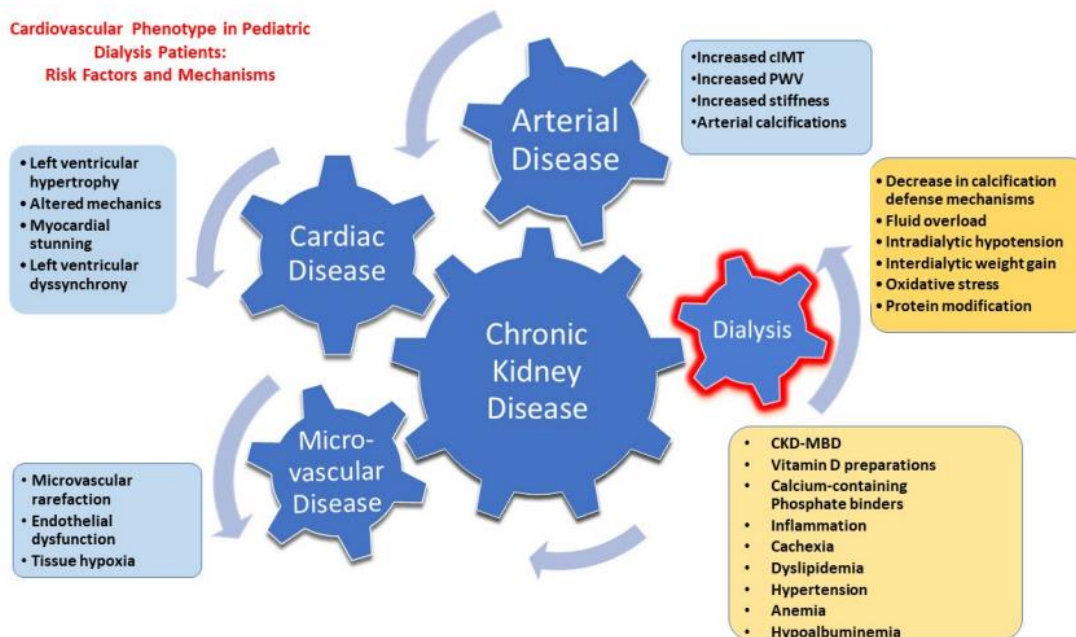 Cardiovascular Phenotype in Pediatric
Dialysis Patients:
Risk Factors and Mechanisms
Arterial
Disease
•Increased cIMT
•Increased PWV
•Increased stiffness
•Arterial calcifications
• Left ventricular
hypertrophy
• Altered mechanics
• Myocardial
stunning
• Left ventricular
dyssynchrony
Cardiac
Disease
• Decrease in calcification
defense mechanisms
• Fluid overload
• Intradialytic hypotension
• Interdialytic weight gain
• Oxidative stress
• Protein modification
Dialysis
Chronic
Kidney
Disease
Micro-
vascular
Disease
• Microvascular
rarefaction
• Endothelial
dysfunction
• Tissue hypoxia
• CKD-MBD
• Vitamin D preparations
• Calcium-containing
Phosphate binders
• Inflammation
• Cachexia
• Dyslipidemia
• Hypertension
• Anemia
• Hypoalbuminemia